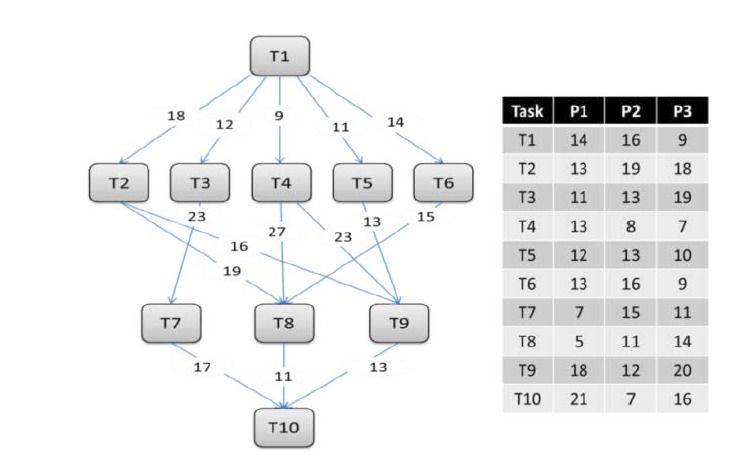 T1
18
12
9
11
14
T2
T3
T4
T5
T6
23
27
13
15
16
23
19
T7
T8
T9
17
11
13
T10
Task P1 P2 P3
T1 14 16 9
T2 13 19 18
T3 11 13 19
T4 13 8 7
T5 12 13 10
T6 13 16 9
T7 7 15 11
T8 5 11 14
T9 18 12 20
T10 21 7 16